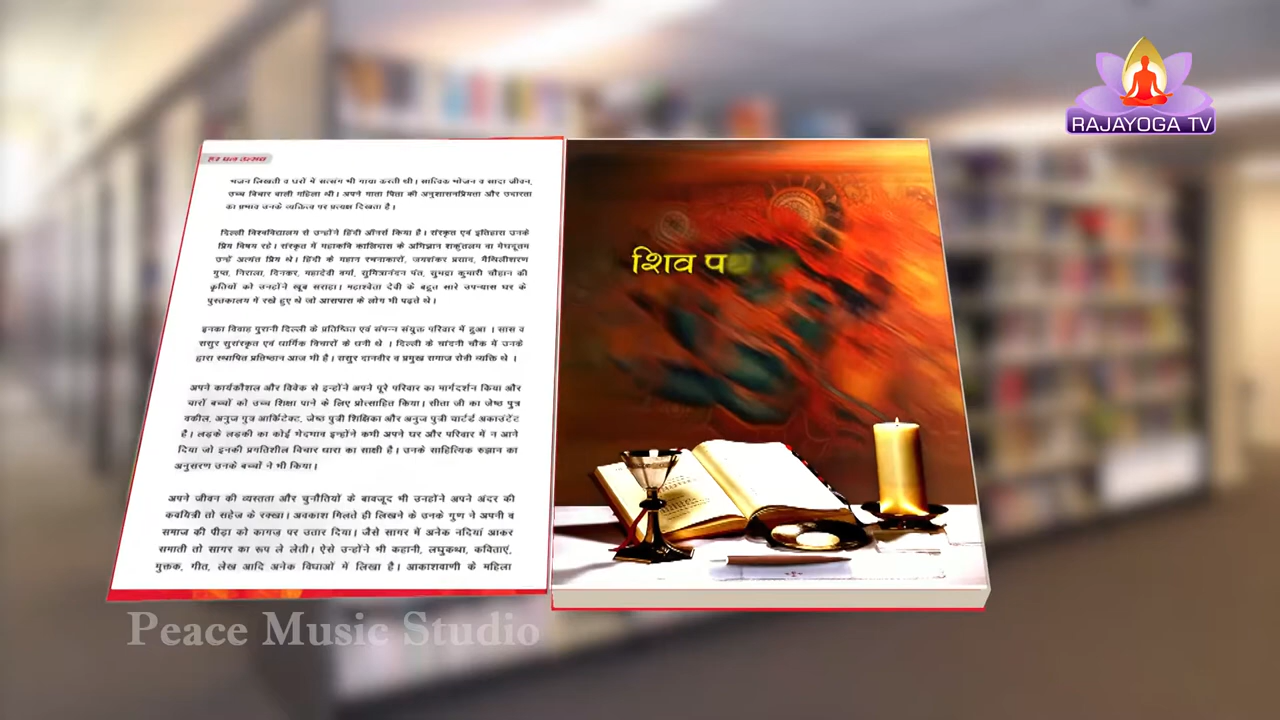 हर पल उत्सव
भजन लिखती व घरों में सत्संग भी गाया करती थी। सात्विक भोजन व सादा जीवन,
उच्च विचार वाली महिला थी। अपने माता पिता की अनुशासनप्रियता और उदारता
का प्रभाव उनके व्यक्तित्व पर प्रत्यक्ष दिखता है।
दिल्ली विश्वविद्यालय से उन्होंने हिंदी ऑनर्स किया है। संस्कृत एवं इतिहास उनके
प्रिय विषय रहे। संस्कृत में महाकवि कालिदास के अभिज्ञान शकुंतलम वा मेघदूतम
उन्हें अत्यंत प्रिय थे। हिंदी के महान रचनाकारों, जयशंकर प्रसाद, मैथिलीशरण
गुप्त, निराला, दिनकर, महादेवी वर्मा, सुमित्रानंदन पंत, सुभद्रा कुमारी चौहान की
कृतियों को उनहोंने खूब सराहा। महाश्वेता देवी के बहुत सारे उपन्यास घर के
पुस्तकालय में रखे हुए थे जो आसपास के लोग भी पढ़ते थे।
इनका विवाह पुरानी दिल्ली के प्रतिष्ठित एवं संपन्न संयुक्त परिवार में हुआ । सास व
ससुर सुसंस्कृत एवं धार्मिक विचारों के धनी थे । दिल्ली के चांदनी चौक में उनके
द्वारा स्थापित प्रतिष्ठान आज भी है। ससुर दानवीर व प्रमुख समाज सेवी व्यक्ति थे ।
अपने कार्यकौशल और विवेक से इन्होंने अपने पूरे परिवार का मार्गदर्शन किया और
चारों बच्चों को उच्च शिक्षा पाने के लिए प्रोत्साहित किया। सीता जी का जेष्ठ पुत्र
वकील, अनुज पुत्र आर्किटेक्ट, जेष्ठ पुत्री शिक्षिका और अनुज पुत्री चार्टर्ड अकाउंटेंट
है। लड़के लड़की का कोई भेदभाव इन्होंने कभी अपने घर और परिवार में न आने
दिया जो इनकी प्रगतिशील विचार धारा का साक्षी है। उनके साहित्यिक रुझान का
अनुसरण उनके बच्चों ने भी किया।
अपने जीवन की व्यस्तता और चुनौतियों के बावजूद भी उनहोंने अपने अंदर की
कवयित्री तो सहेज के रक्खा। अवकाश मिलते ही लिखने के उनके गुण ने अपनी व
समाज की पीड़ा को कागज़ पर उतार दिया। जैसे सागर में अनेक नदियां आकर
समाती तो सागर का रूप ले लेती। ऐसे उन्होंने भी कहानी, लघुकथा, कविताएं,
मुक्तक, गीत, लेख आदि अनेक विधाओं में लिखा है। आकाशवाणी के महिला
शिव पथ
RAJAYOGA TV
Peace Music Studio